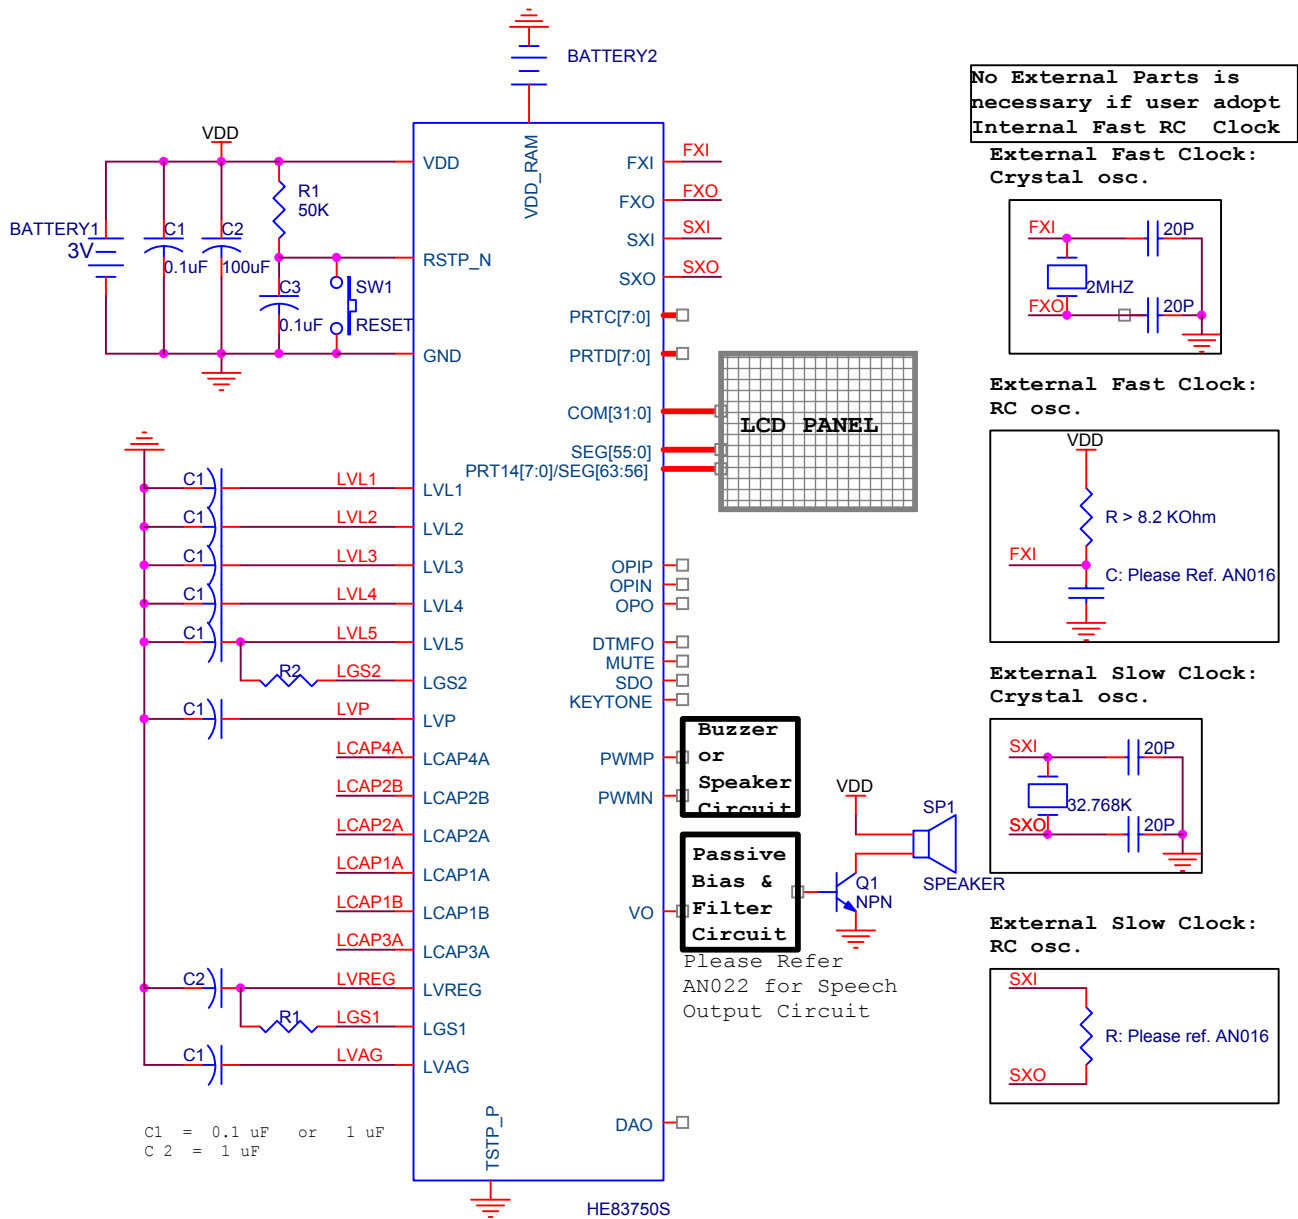 BATTERY2
No External Parts is
necessary if user adopt
Internal Fast RC  Clock
VDD
BATTERY1
3V
C1
0.1uF
C2
100uF
R1
50K
C3
0.1uF
SW1
RESET
VDD
RSTP_N
GND
VDD_RAM
FXI
FXI
FXO
FXO
SXI
SXI
SXO
SXO
PRTC[7:0]
PRTD[7:0]
COM[31:0]
SEG[55:0]
PRT14[7:0]/SEG[63:56]
LCD PANEL
C1
LVL1
LVL1
C1
LVL2
LVL2
C1
LVL3
LVL3
C1
LVL4
LVL4
C1
LVL5
LVL5
R2
LGS2
LGS2
C1
LVP
LVP
LCAP4A
LCAP4A
LCAP2B
LCAP2B
LCAP2A
LCAP2A
LCAP1A
LCAP1A
LCAP1B
LCAP1B
LCAP3A
LCAP3A
C2
LVREG
LVREG
R1
LGS1
LGS1
C1
LVAG
LVAG
C1 = 0.1 uF or 1 uF
C 2 = 1 uF
TSTP_P
OPIP
OPIN
OPO
DTMFO
MUTE
SDO
KEYTONE
PWMP
PWMN
VO
DAO
HE83750S
Buzzer
or
Speaker
Circuit
Passive
Bias &
Filter
Circuit
VDD
SP1
SPEAKER
Q1
NPN
Please Refer
AN022 for Speech
Output Circuit
External Fast Clock:
Crystal osc.
FXI
20P
2MHZ
FXO
20P
External Fast Clock:
RC osc.
VDD
R > 8.2 KOhm
FXI
C: Please Ref. AN016
External Slow Clock:
Crystal osc.
SXI
20P
32.768K
SXO
20P
External Slow Clock:
RC osc.
SXI
R: Please ref. AN016
SXO